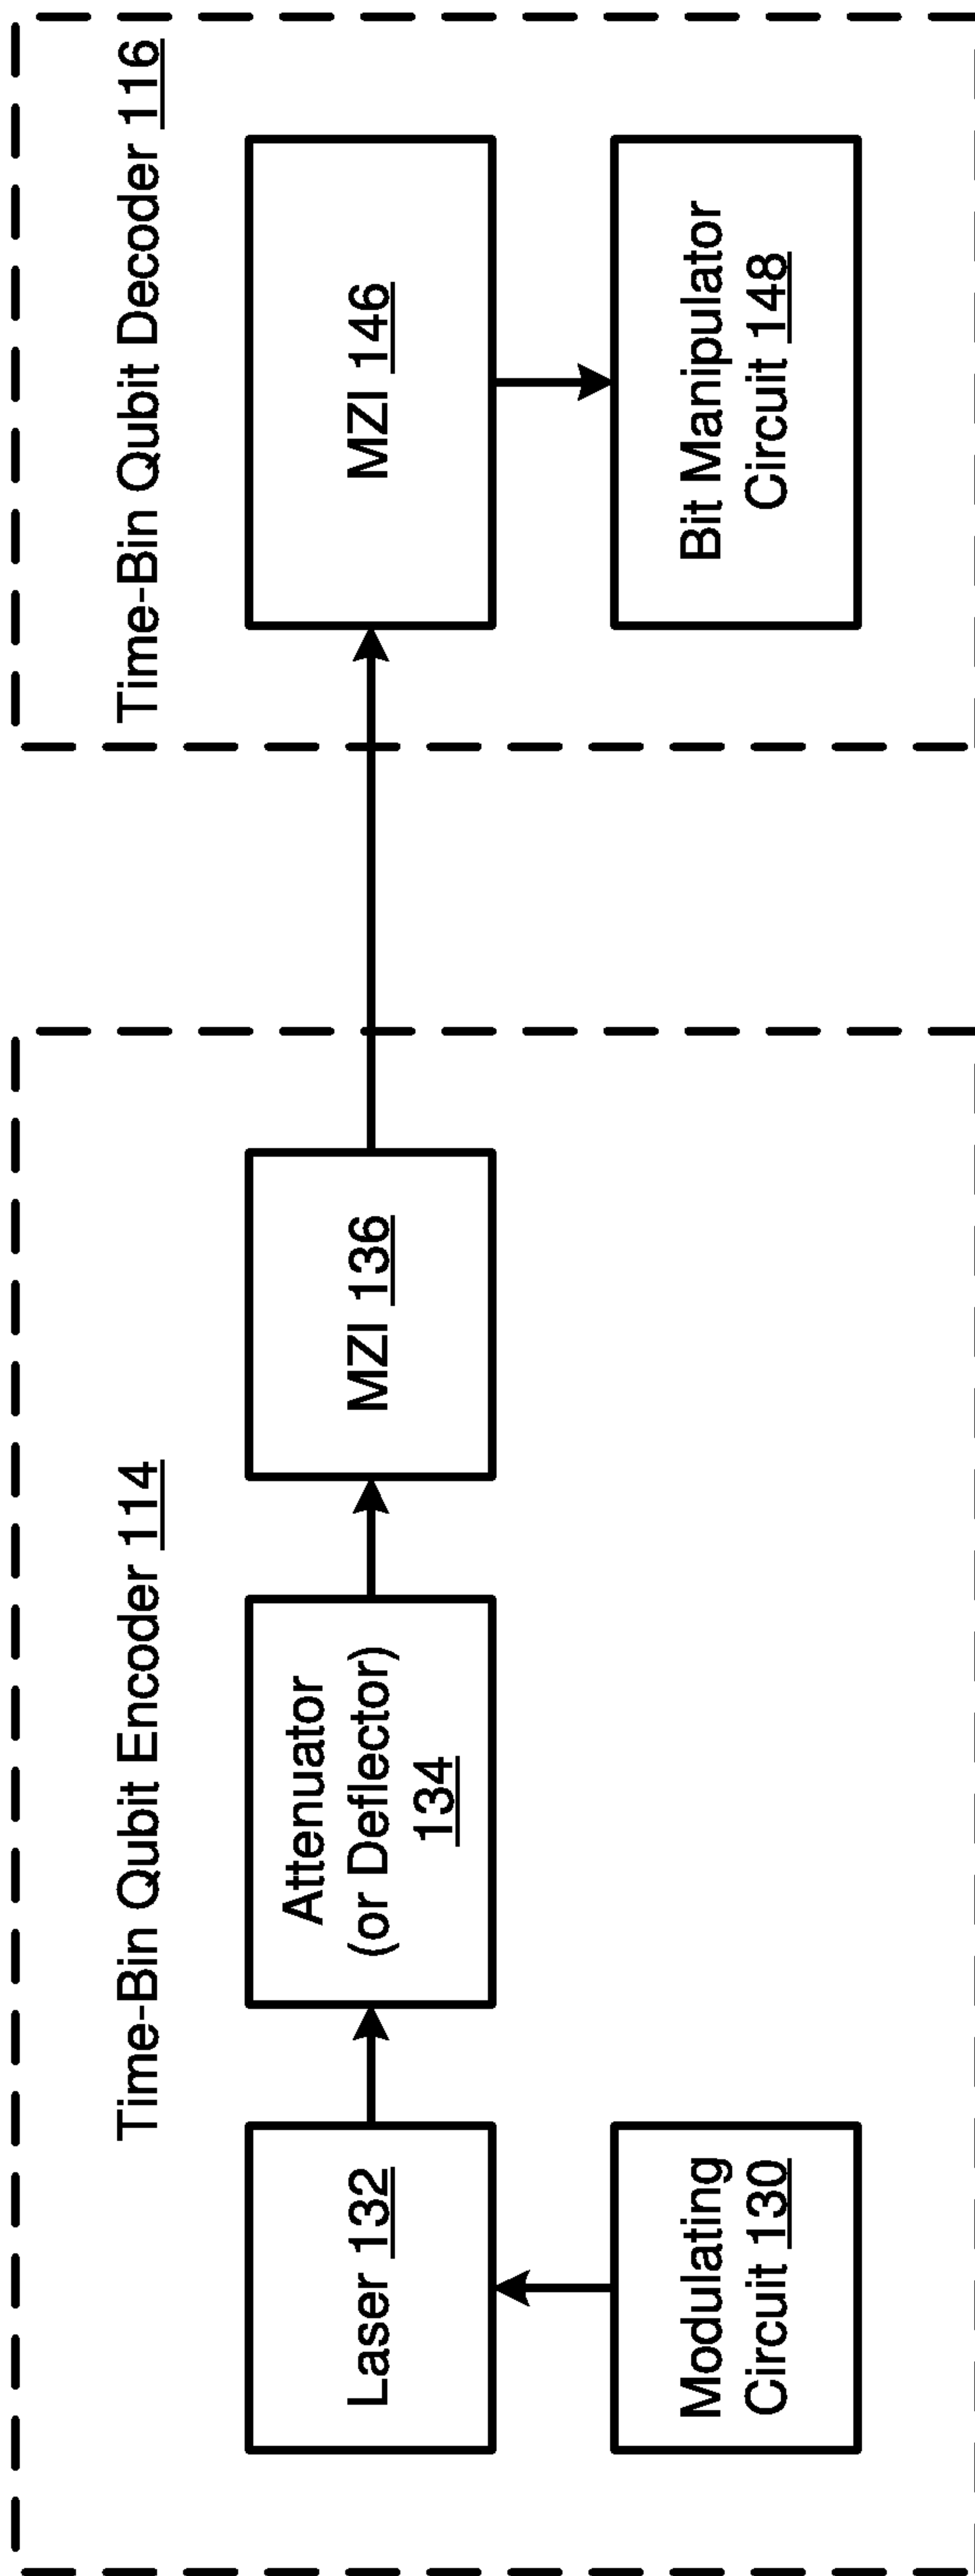 Time-Bin Qubit Encoder 114
Laser 132
Attenuator
(or Deflector)
134
MZI 136
Modulating
Circuit 130
Time-Bin Qubit Decoder 116
MZI 146
Bit Manipulator
Circuit 148